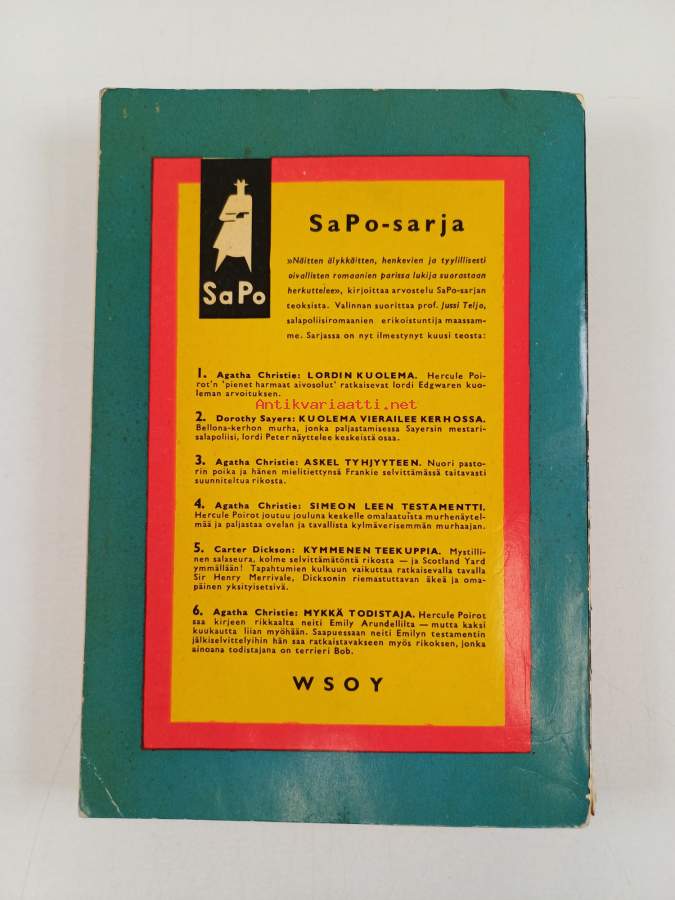 SaPo
SaPo-sarja
»Näitten älykkäitten, henkevien ja tyylillisesti
oivallisten romaanien parissa lukija suorastaan
herkuttelee», kirjoittaa arvostelu SaPo-sarjan
teoksista. Valinnan suorittaa prof. Jussi Teljo,
salapoliisiromaanien erikoistuntija maassam-
me. Sarjassa on nyt ilmestynyt kuusi teosta:
1. Agatha Christie: LORDIN KUOLEMA. Hercule Poi-
rot'n 'pienet harmaat aivosolut' ratkaisevat lordi Edgwaren kuo-
leman arvoituksen.
Antikvariaatti.net
2. Dorothy Sayers: KUOLEMA VIERAILEE KERHOSSA.
Bellona-kerhon murha, jonka paljastamisessa Sayersin mestari-
salapoliisi, lordi Peter näyttelee keskeistä osaa.
3. Agatha Christie: ASKEL TYHJYYTEEN. Nuori pasto-
rin poika ja hänen mielitiettynsä Frankie selvittämässä taitavasti
suunniteltua rikosta.
4. Agatha Christie: SIMEON LEEN TESTAMENTTI.
Hercule Poirot joutuu jouluna keskelle omalaatuista murhenäytel-
mää ja paljastaa ovelan ja tavallista kylmäverisemmän murhaajan.
5. Carter Dickson: KYMMENEN TEEKUPPIA. Mystilli-
nen salaseura, kolme selvittämätöntä rikosta — ja Scotland Yard
ymmällään! Tapahtumien kulkuun vaikuttaa ratkaisevalla tavalla
Sir Henry Merrivale, Dicksonin riemastuttavan äkeä ja oma-
päinen yksityisetsivä.
6. Agatha Christie: MYKKÄ TODISTAJA. Hercule Poirot
saa kirjeen rikkaalta neiti Emily Arundellilta — mutta kaksi
kuukautta liian myöhään. Saapuessaan neiti Emilyn testamentin
jälkiselvittelyihin hän saa ratkaistavakseen myös rikoksen, jonka
ainoana todistajana on terrieri Bob.
WSOY